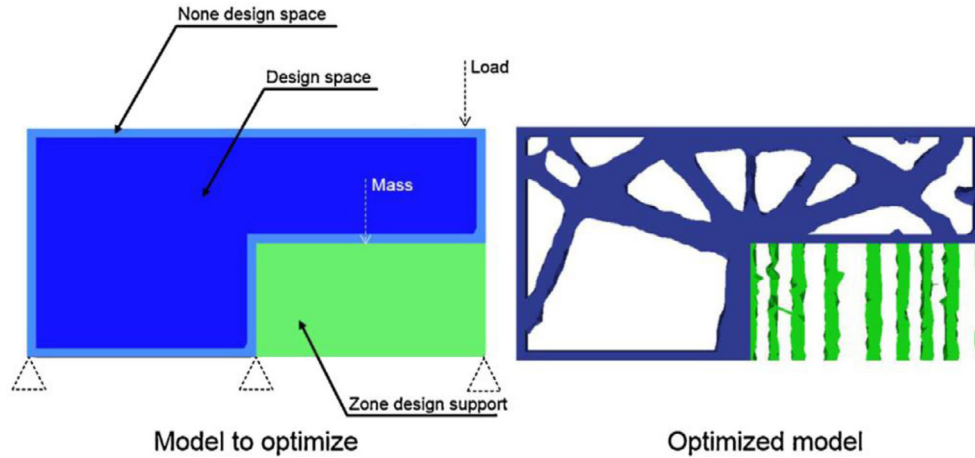 None design space
Design space
Load
Mass
Zone design support
Model to optimize
Optimized model